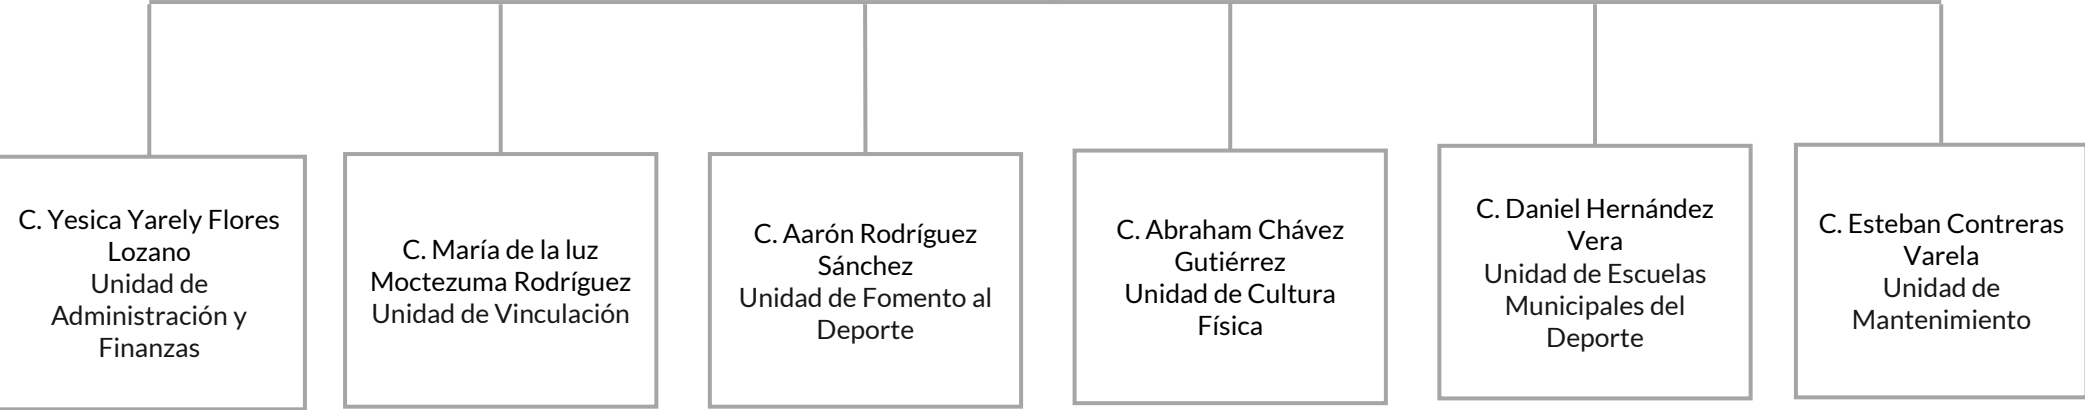 C. Yesica Yarely Flores
Lozano
Unidad de
Administración y
Finanzas
C. María de la luz
Moctezuma Rodríguez
Unidad de Vinculación
C. Aarón Rodríguez
Sánchez
Unidad de Fomento al
Deporte
C. Abraham Chávez
Gutiérrez
Unidad de Cultura
Física
C. Daniel Hernández
Vera
Unidad de Escuelas
Municipales del
Deporte
C. Esteban Contreras
Varela
Unidad de
Mantenimiento